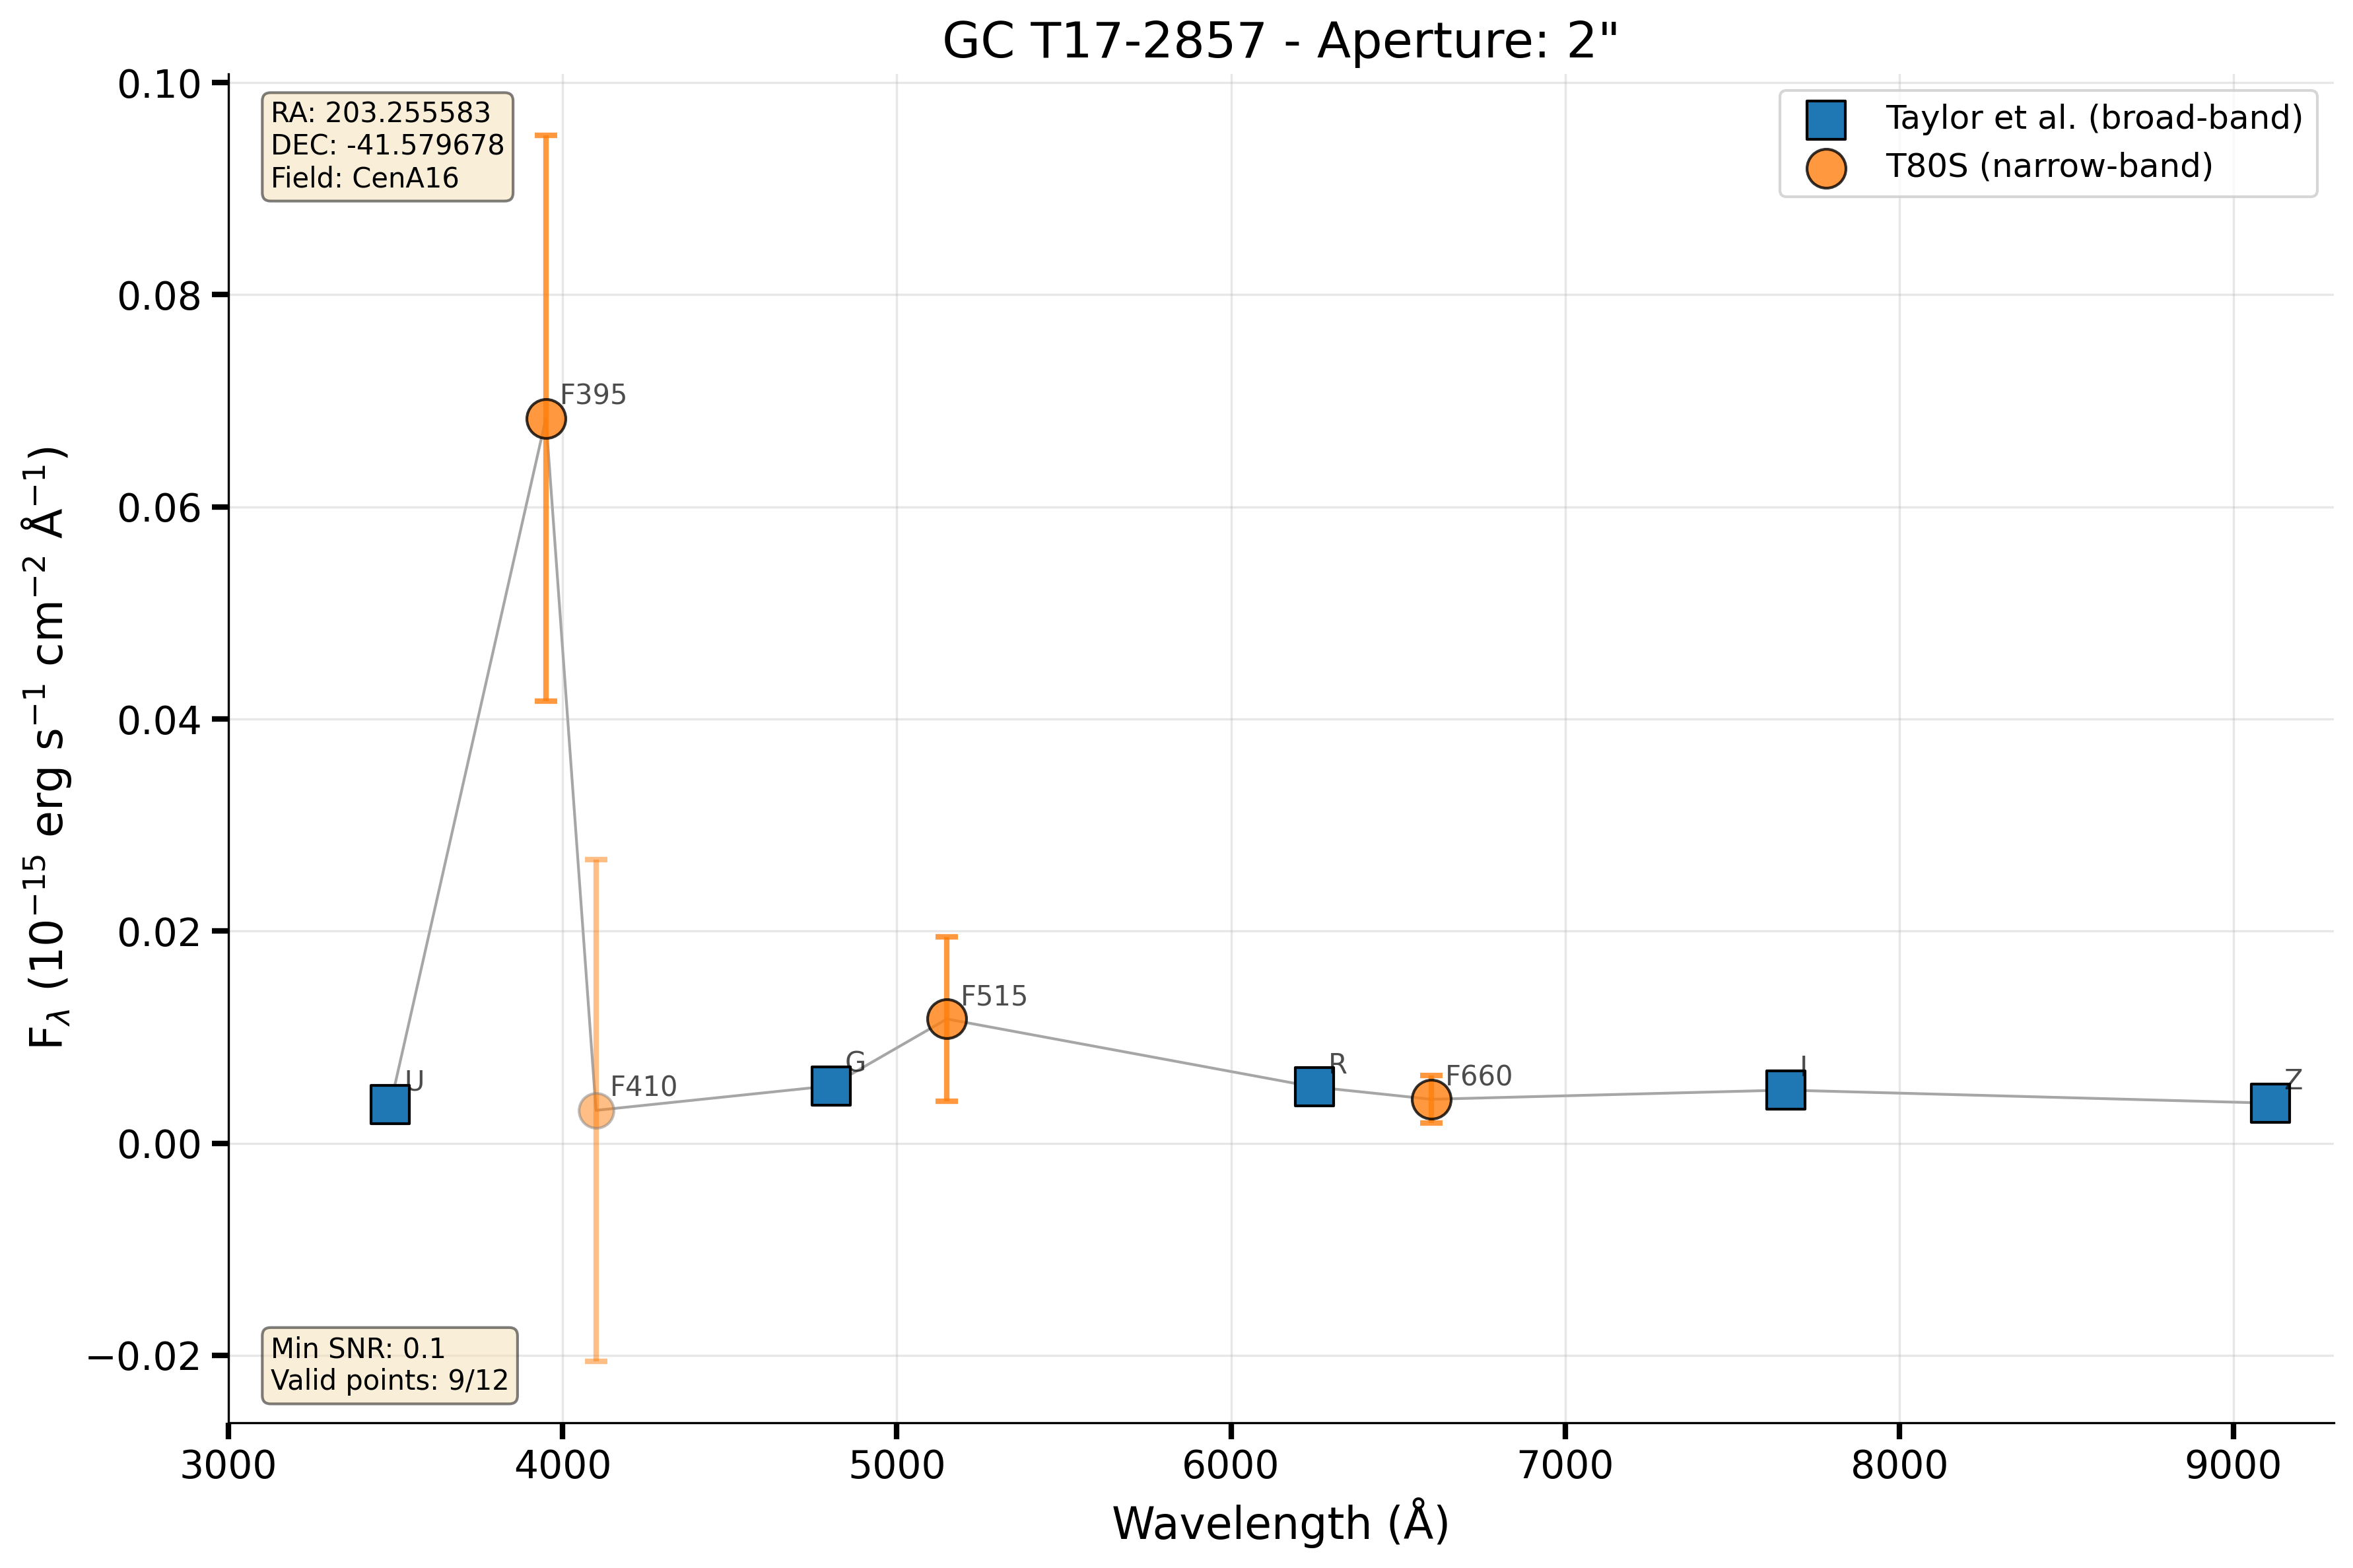 GC T17-2857 - Aperture: 2"
RA: 203.255583
DEC: -41.579678
Field: CenA16
Taylor et al. (broad-band)
T80S (narrow-band)
0.10
0.08
0.06
0.04
0.02
0.00
−0.02
F395
F410
F515
F660
U
G
R
I
Z
Min SNR: 0.1
Valid points: 9/12
3000 4000 5000 6000 7000 8000 9000
Wavelength (Å)
Fλ (10⁻¹⁵ erg s⁻¹ cm⁻² Å⁻¹)